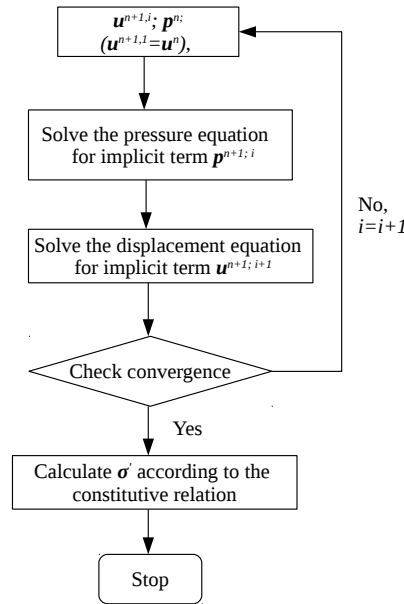 u^{n+1,i}; p^{n;}
(u^{n+1,1}=u^n),
Solve the pressure equation
for implicit term p^{n+1; i}
No,
i=i+1
Solve the displacement equation
for implicit term u^{n+1; i+1}
Check convergence
Yes
Calculate σ′ according to the
constitutive relation
Stop